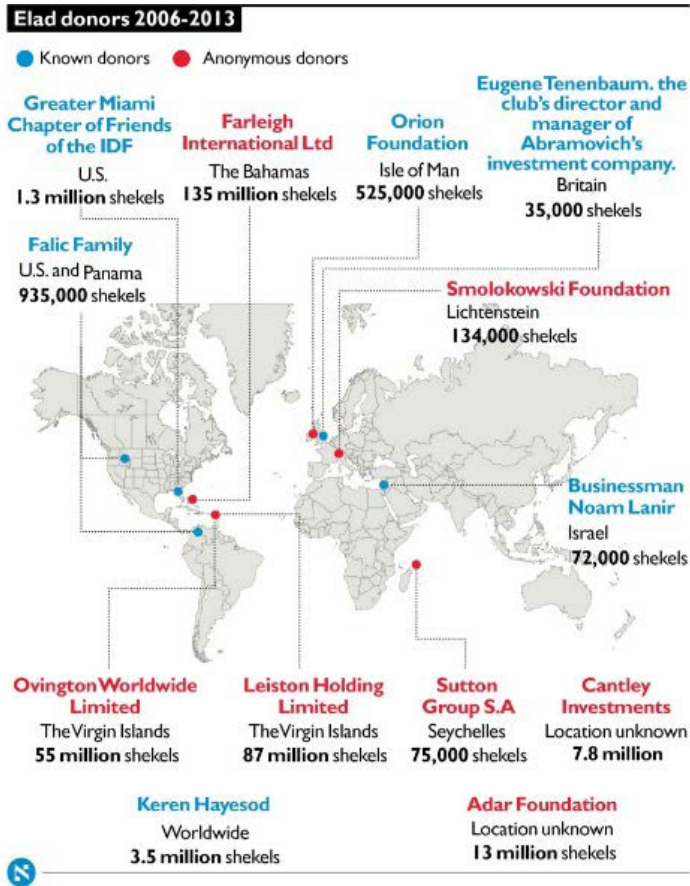 Elad donors 2006-2013
Known donors
Anonymous donors
Greater Miami
Chapter of Friends
of the IDF
U.S.
1.3 million shekels
Farleigh
International Ltd
The Bahamas
135 million shekels
Orion
Foundation
Isle of Man
525,000 shekels
Eugene Tenenbaum. the
club's director and
manager of
Abramovich's
investment company.
Britain
35,000 shekels
Falic Family
U.S. and Panama
935,000 shekels
Smolokowski Foundation
Lichtenstein
134,000 shekels
Businessman
Noam Lanir
Israel
72,000 shekels
Ovington Worldwide
Limited
The Virgin Islands
55 million shekels
Leiston Holding
Limited
The Virgin Islands
87 million shekels
Sutton
Group S.A
Seychelles
75,000 shekels
Cantley
Investments
Location unknown
7.8 million
Keren Hayesod
Worldwide
3.5 million shekels
Adar Foundation
Location unknown
13 million shekels
א